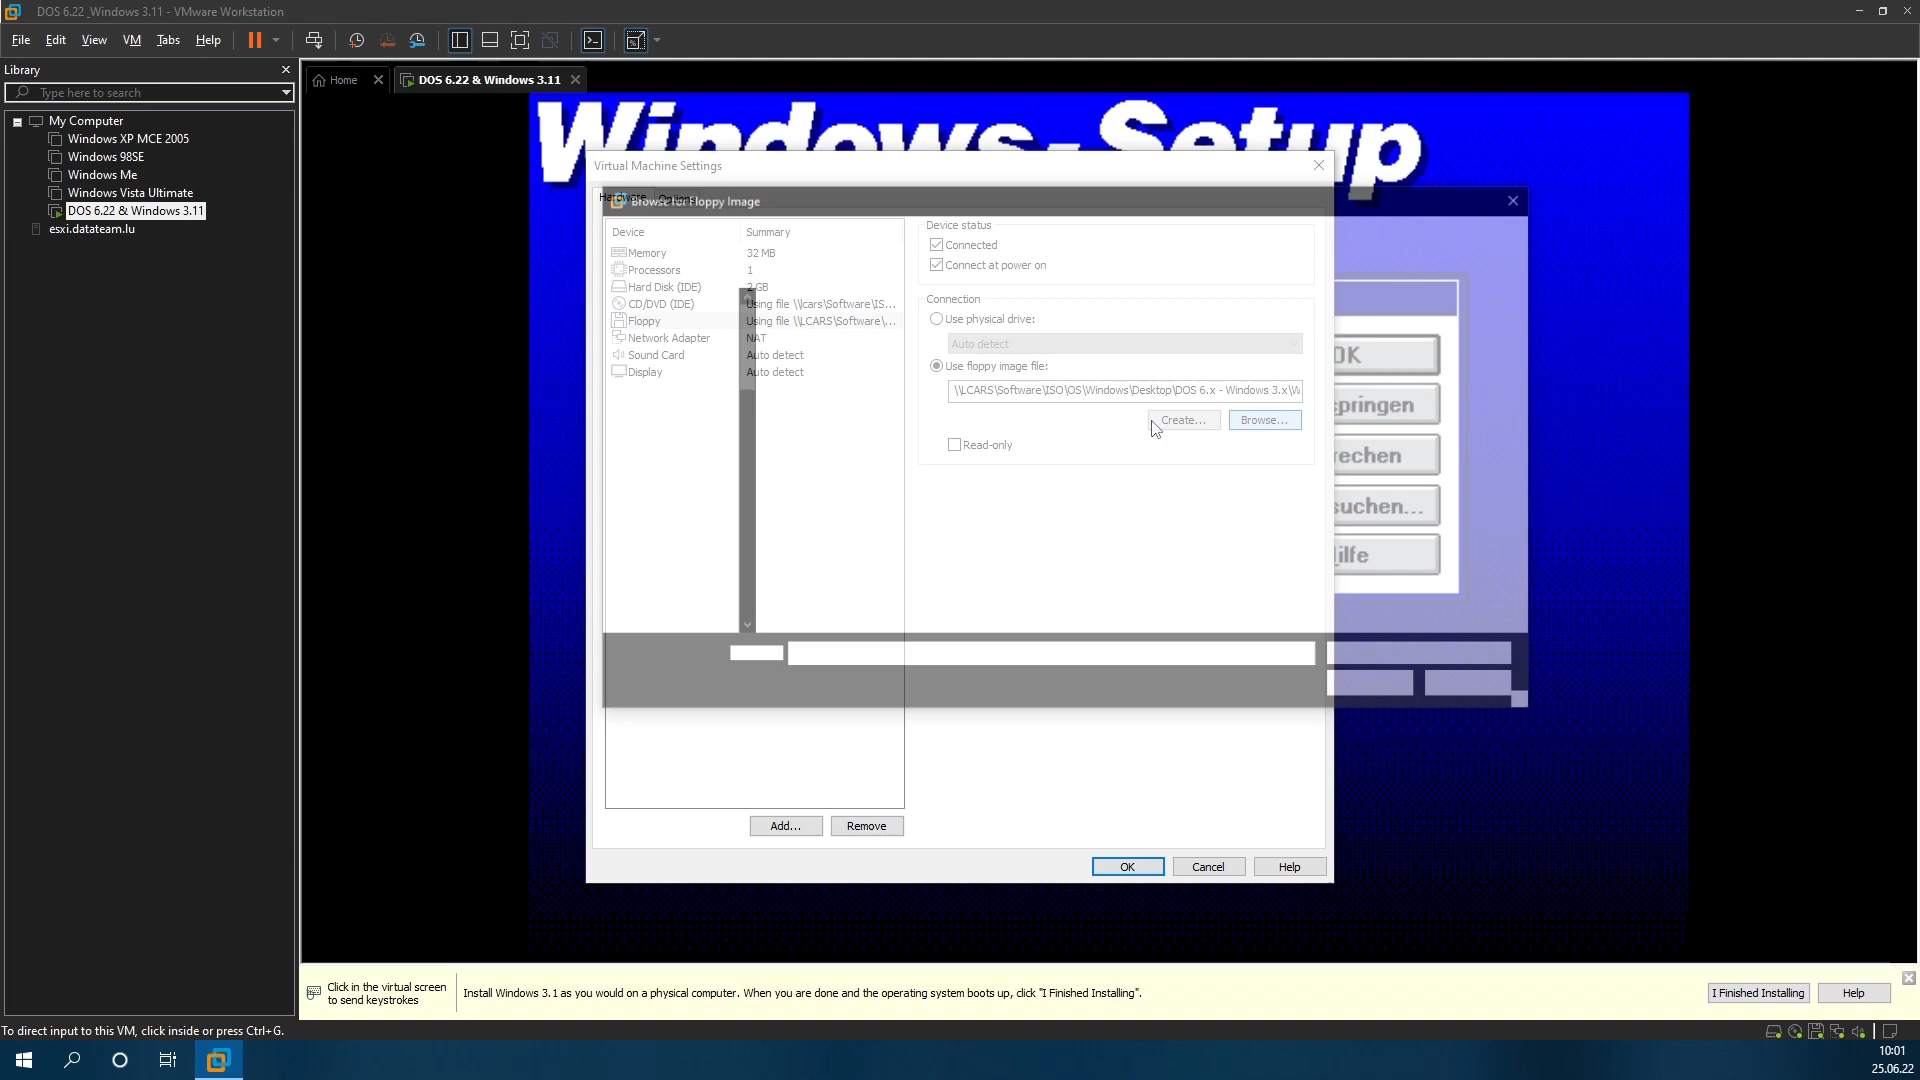 DOS 6.22 _Windows 3.11 - VMware Workstation
File Edit View VM Tabs Help
Library
Type here to search
My Computer
Windows XP MCE 2005
Windows 98SE
Windows Me
Windows Vista Ultimate
DOS 6.22 & Windows 3.11
esxi.datateam.lu
Home
DOS 6.22 & Windows 3.11
Windows-Setup
Virtual Machine Settings
Hardware Options
Browse for Floppy Image
Device Summary
Memory 32 MB
Processors 1
Hard Disk (IDE) 2 GB
CD/DVD (IDE) Using file \\lcars\Software\IS...
Floppy Using file \\LCARS\Software\...
Network Adapter NAT
Sound Card Auto detect
Display Auto detect
Device status
Connected
Connect at power on
Connection
Use physical drive:
Auto detect
Use floppy image file:
\\LCARS\Software\ISO\OS\Windows\Desktop\DOS 6.x - Windows 3.x\W
Create... Browse...
Read-only
OK
pringen
rechen
suchen...
ilfe
Add... Remove
OK Cancel Help
Click in the virtual screen
to send keystrokes
Install Windows 3.1 as you would on a physical computer. When you are done and the operating system boots up, click "I Finished Installing".
I Finished Installing Help
To direct input to this VM, click inside or press Ctrl+G.
10:01
25.06.22